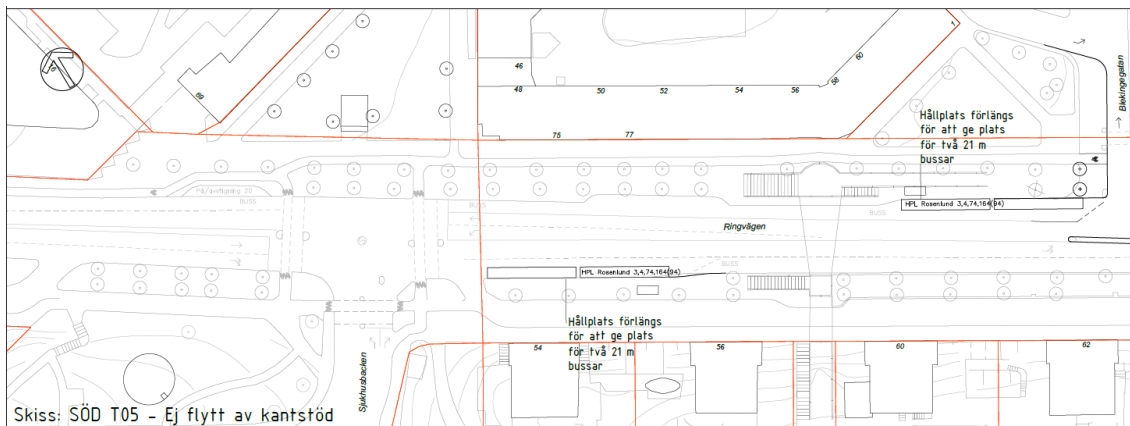 46
48
50
52
54
56
58
60
1
69
75
77
Blekingegatan
Hållplats förlängs
för att ge plats
för två 21 m
bussar
På/avstigning 20
BUSS
BUSS
BUSS
HPL Rosenlund 3,4,74,164(94)
Ringvägen
BUSS
HPL Rosenlund 3,4,74,164(94)
Hållplats förlängs
för att ge plats
för två 21 m
bussar
54
56
60
62
Sjukhusbacken
Skiss: SÖD T05 - Ej flytt av kantstöd